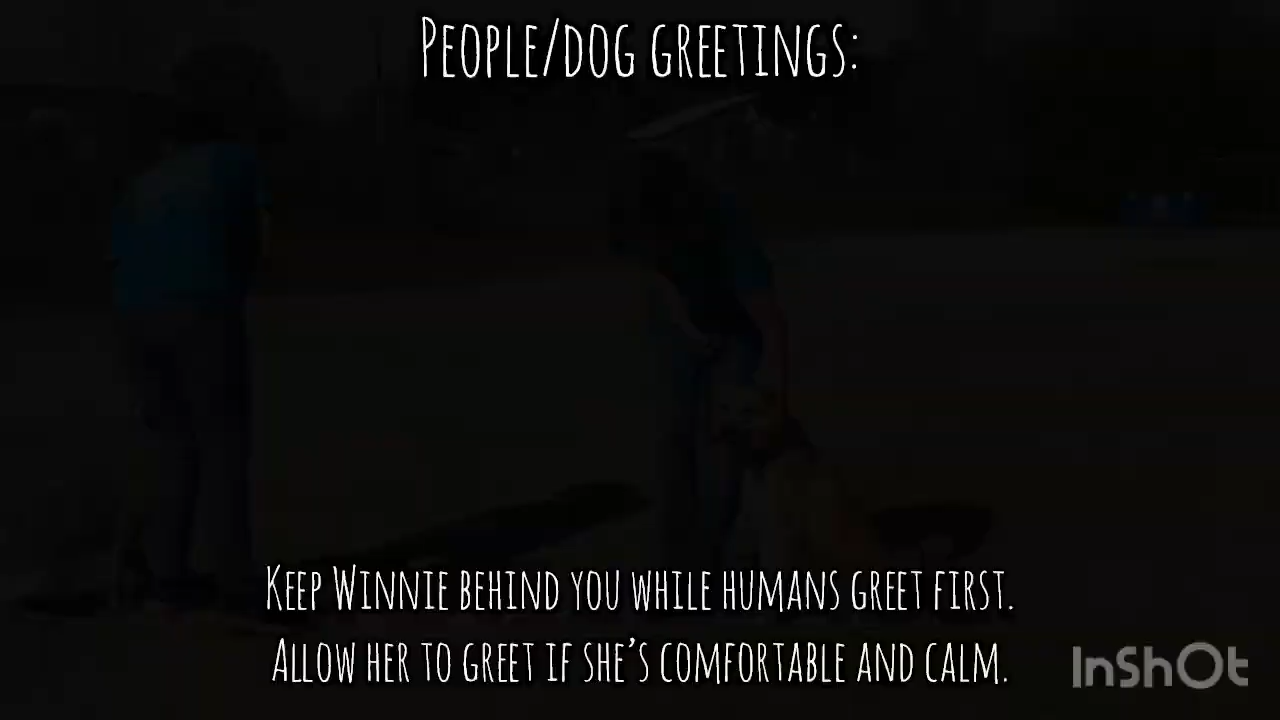 People/dog greetings:
Keep Winnie behind you while humans greet first.
Allow her to greet if she's comfortable and calm.
InShOt